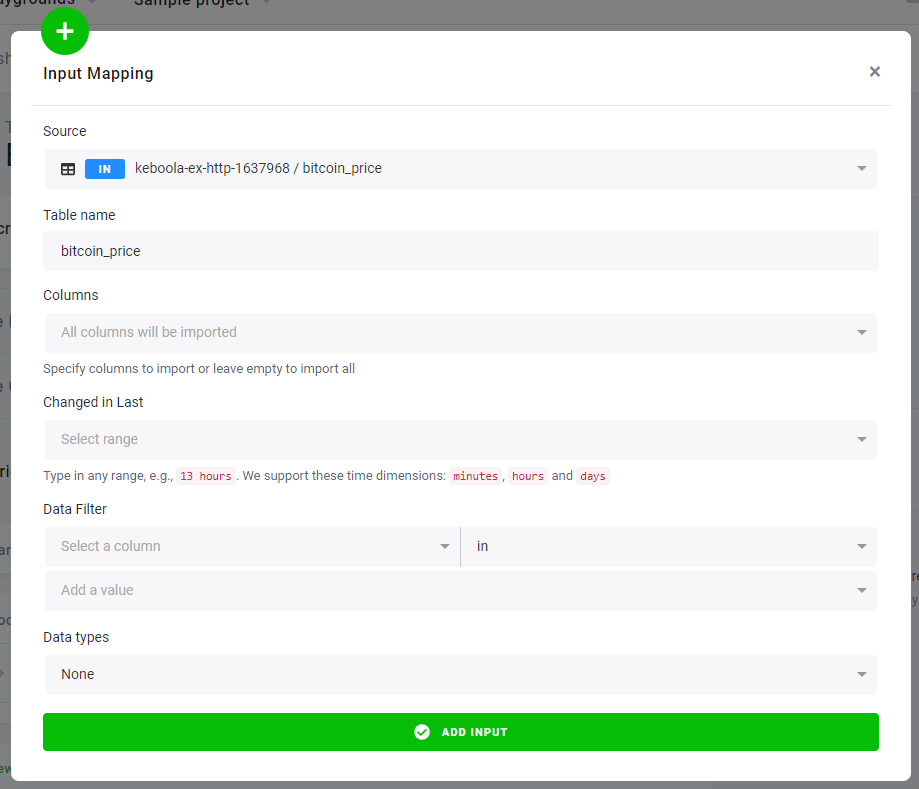 Sample project
Input Mapping
Source
IN keboola-ex-http-1637968 / bitcoin_price
Table name
bitcoin_price
Columns
All columns will be imported
Specify columns to import or leave empty to import all
Changed in Last
Select range
Type in any range, e.g., 13 hours . We support these time dimensions: minutes , hours and days
Data Filter
Select a column in
Add a value
Data types
None
ADD INPUT